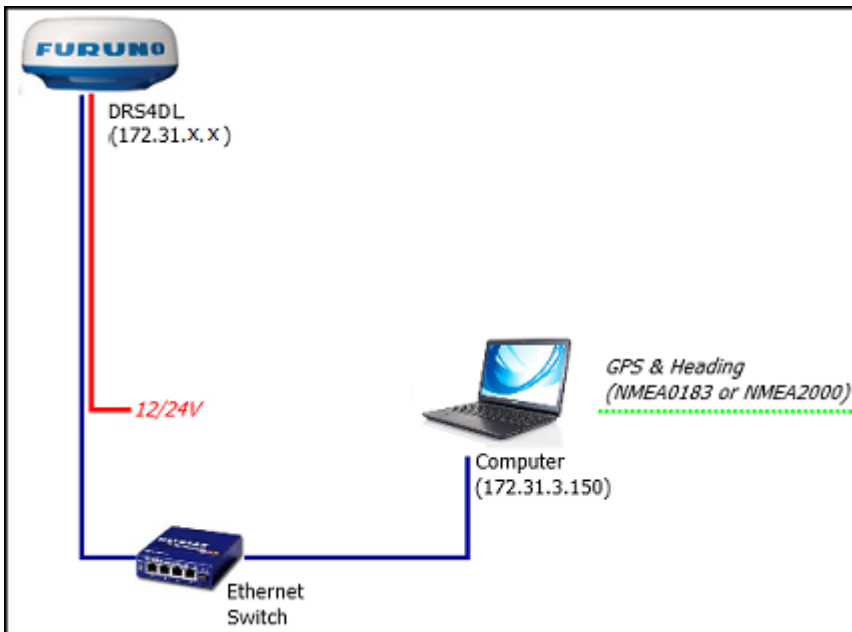 FURUNO
DRS4DL
(172.31.x.x)
12/24V
GPS & Heading
(NMEA0183 or NMEA2000)
Computer
(172.31.3.150)
Ethernet
Switch